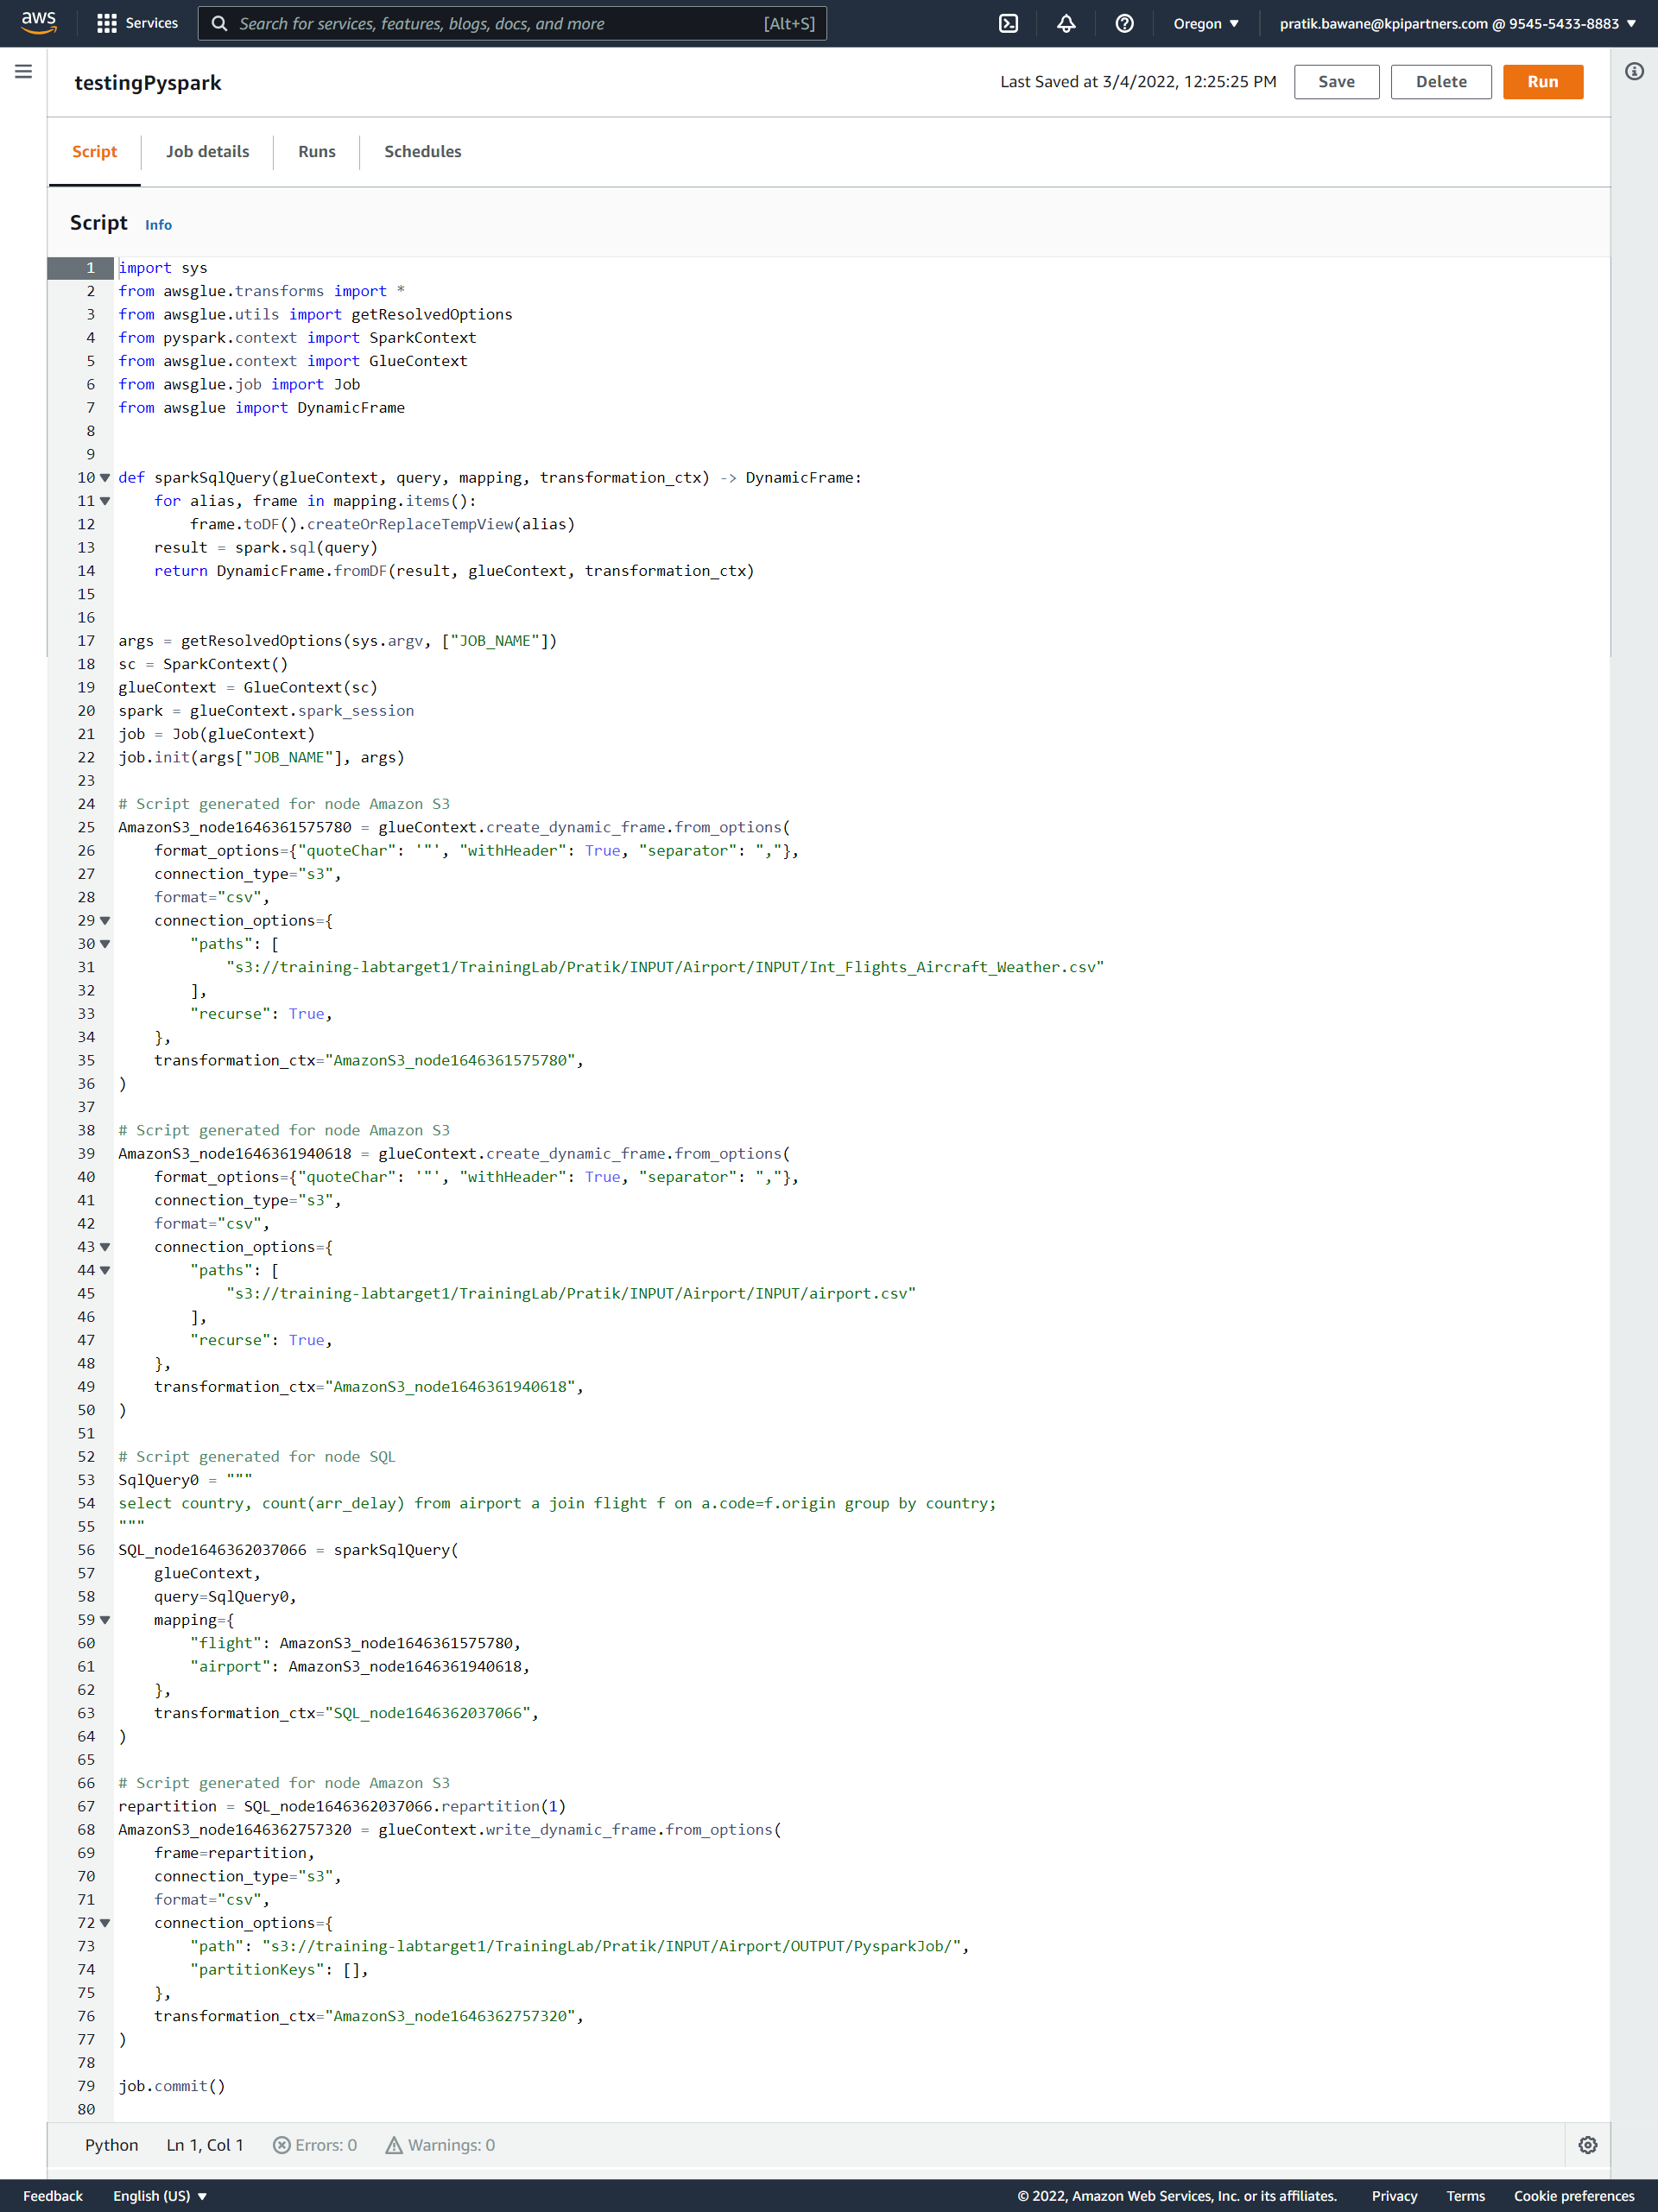 aws Services Search for services, features, blogs, docs, and more [Alt+S] Oregon ▼ pratik.bawane@kpipartners.com @ 9545-5433-8883 ▼
testingPyspark Last Saved at 3/4/2022, 12:25:25 PM Save Delete Run
Script Job details Runs Schedules
Script Info
1 import sys
2 from awsglue.transforms import *
3 from awsglue.utils import getResolvedOptions
4 from pyspark.context import SparkContext
5 from awsglue.context import GlueContext
6 from awsglue.job import Job
7 from awsglue import DynamicFrame
8
9
10 def sparkSqlQuery(glueContext, query, mapping, transformation_ctx) -> DynamicFrame:
11     for alias, frame in mapping.items():
12         frame.toDF().createOrReplaceTempView(alias)
13     result = spark.sql(query)
14     return DynamicFrame.fromDF(result, glueContext, transformation_ctx)
15
16
17 args = getResolvedOptions(sys.argv, ["JOB_NAME"])
18 sc = SparkContext()
19 glueContext = GlueContext(sc)
20 spark = glueContext.spark_session
21 job = Job(glueContext)
22 job.init(args["JOB_NAME"], args)
23
24 # Script generated for node Amazon S3
25 AmazonS3_node1646361575780 = glueContext.create_dynamic_frame.from_options(
26     format_options={"quoteChar": '"', "withHeader": True, "separator": ","},
27     connection_type="s3",
28     format="csv",
29     connection_options={
30         "paths": [
31             "s3://training-labtarget1/TrainingLab/Pratik/INPUT/Airport/INPUT/Int_Flights_Aircraft_Weather.csv"
32         ],
33         "recurse": True,
34     },
35     transformation_ctx="AmazonS3_node1646361575780",
36 )
37
38 # Script generated for node Amazon S3
39 AmazonS3_node1646361940618 = glueContext.create_dynamic_frame.from_options(
40     format_options={"quoteChar": '"', "withHeader": True, "separator": ","},
41     connection_type="s3",
42     format="csv",
43     connection_options={
44         "paths": [
45             "s3://training-labtarget1/TrainingLab/Pratik/INPUT/Airport/INPUT/airport.csv"
46         ],
47         "recurse": True,
48     },
49     transformation_ctx="AmazonS3_node1646361940618",
50 )
51
52 # Script generated for node SQL
53 SqlQuery0 = """
54 select country, count(arr_delay) from airport a join flight f on a.code=f.origin group by country;
55 """
56 SQL_node1646362037066 = sparkSqlQuery(
57     glueContext,
58     query=SqlQuery0,
59     mapping={
60         "flight": AmazonS3_node1646361575780,
61         "airport": AmazonS3_node1646361940618,
62     },
63     transformation_ctx="SQL_node1646362037066",
64 )
65
66 # Script generated for node Amazon S3
67 repartition = SQL_node1646362037066.repartition(1)
68 AmazonS3_node1646362757320 = glueContext.write_dynamic_frame.from_options(
69     frame=repartition,
70     connection_type="s3",
71     format="csv",
72     connection_options={
73         "path": "s3://training-labtarget1/TrainingLab/Pratik/INPUT/Airport/OUTPUT/PysparkJob/",
74         "partitionKeys": [],
75     },
76     transformation_ctx="AmazonS3_node1646362757320",
77 )
78
79 job.commit()
80
Python Ln 1, Col 1 Errors: 0 Warnings: 0
Feedback English (US) ▼ © 2022, Amazon Web Services, Inc. or its affiliates. Privacy Terms Cookie preferences